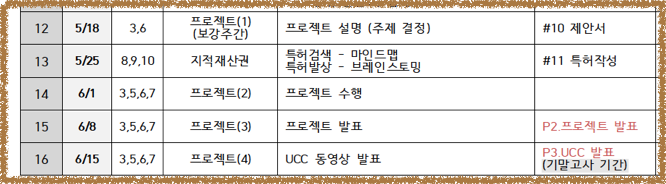 12 5/18 3,6 프로젝트(1) (보강주간) 프로젝트 설명 (주제 결정) #10 제안서
13 5/25 8,9,10 지적재산권 특허검색 - 마인드맵 특허발상 - 브레인스토밍 #11 특허작성
14 6/1 3,5,6,7 프로젝트(2) 프로젝트 수행
15 6/8 3,5,6,7 프로젝트(3) 프로젝트 발표 P2.프로젝트 발표
16 6/15 3,5,6,7 프로젝트(4) UCC 동영상 발표 P3.UCC 발표 (기말고사 기간)